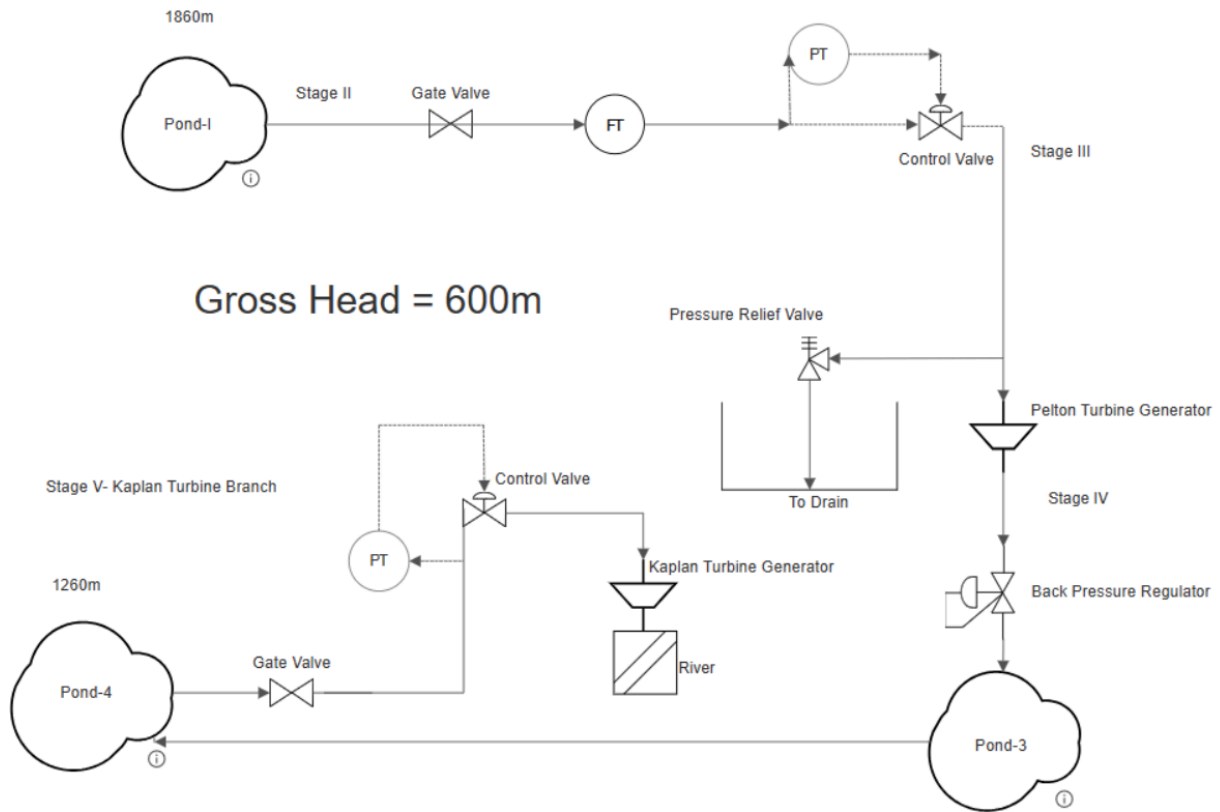 1860m
Pond-I
Stage II
Gate Valve
FT
PT
Control Valve
Stage III
Gross Head = 600m
Pressure Relief Valve
To Drain
Pelton Turbine Generator
Stage IV
Back Pressure Regulator
Stage V- Kaplan Turbine Branch
Control Valve
PT
Kaplan Turbine Generator
River
1260m
Pond-4
Gate Valve
Pond-3
i
i
i